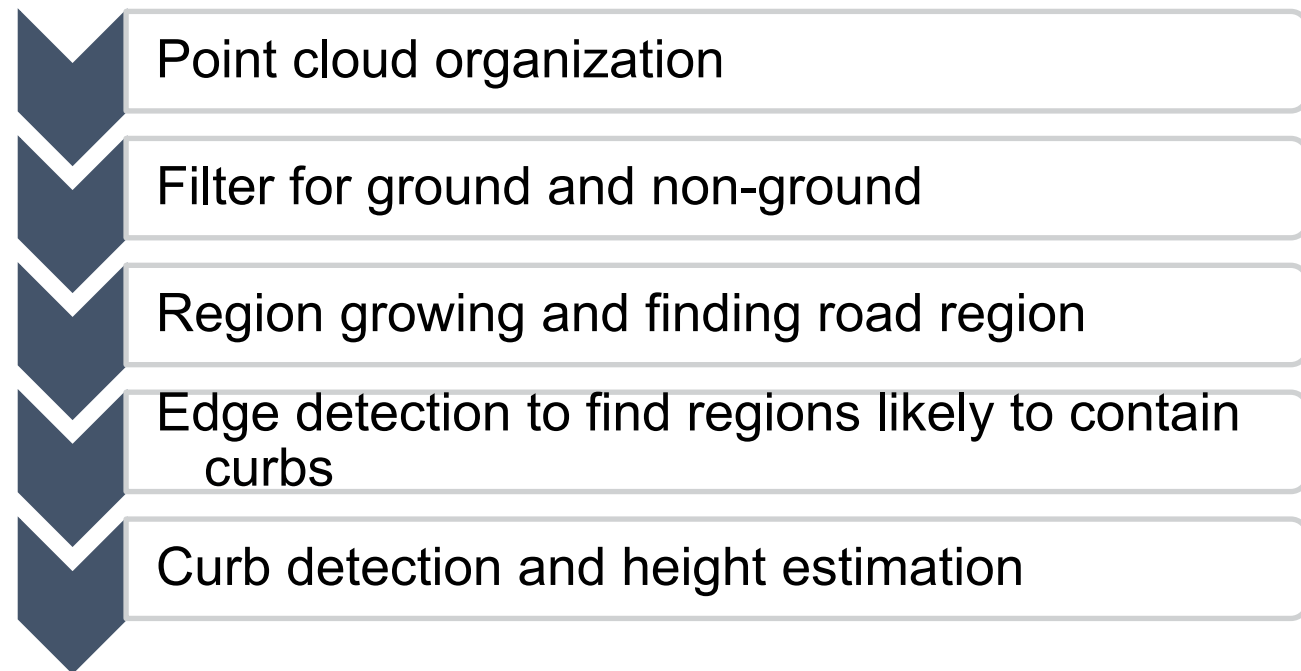 Point cloud organization
Filter for ground and non-ground
Region growing and finding road region
Edge detection to find regions likely to contain
curbs
Curb detection and height estimation